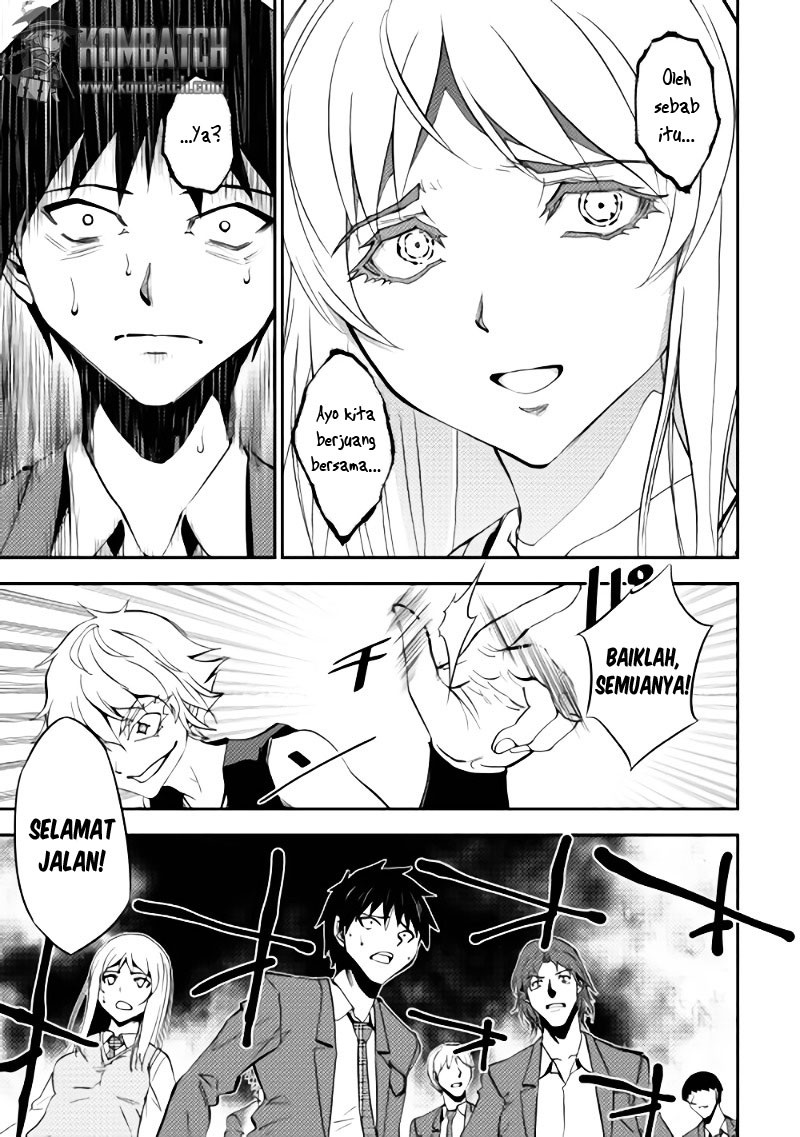 KOMBATCH
www.kombatch.com
Oleh
sebab
itu...
Ayo kita
berjuang
bersama...
...Ya?
BAIKLAH,
SEMUANYA!
SELAMAT
JALAN!